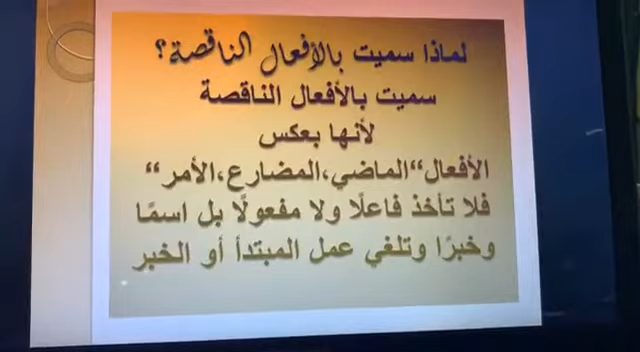 لماذا سميت بالأفعال الناقصة؟
سميت بالأفعال الناقصة
لأنها بعكس
الأفعال“الماضي،المضارع،الأمر“
فلا تأخذ فاعلًا ولا مفعولًا بل اسمًا
وخبرًا وتلغي عمل المبتدأ أو الخبر